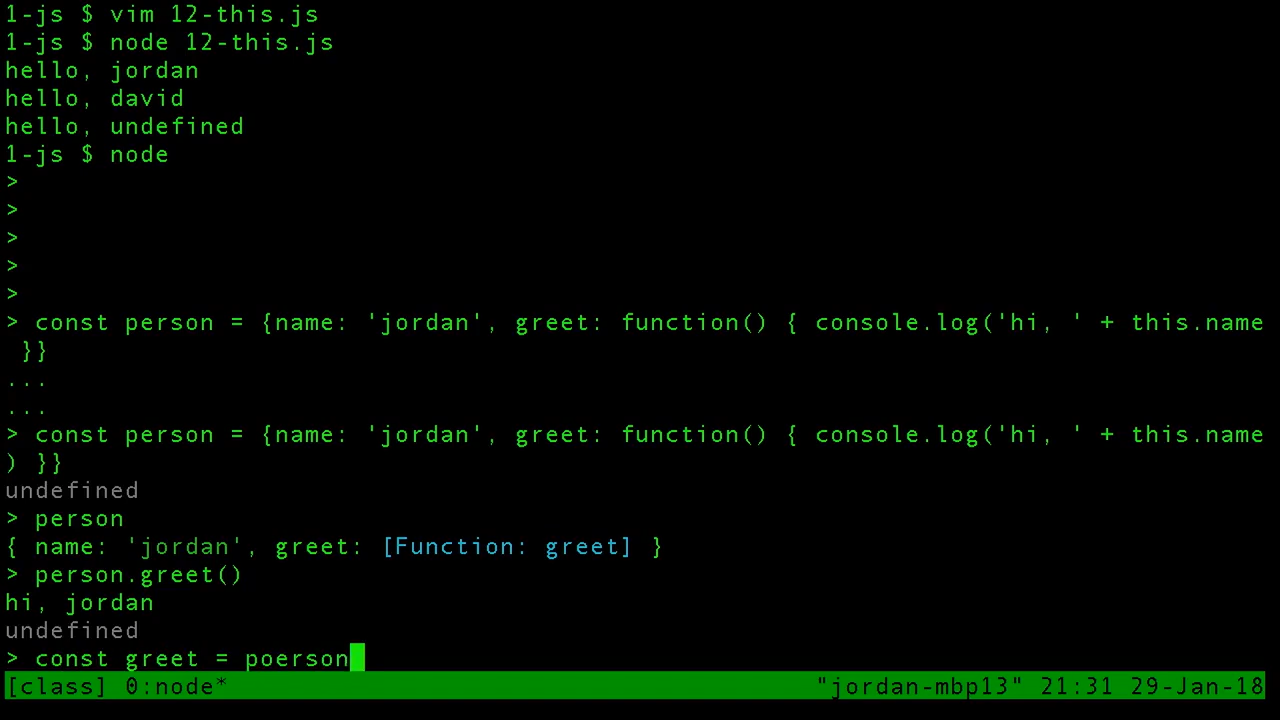 1-js $ vim 12-this.js
1-js $ node 12-this.js
hello, jordan
hello, david
hello, undefined
1-js $ node
>
>
>
>
>
> const person = {name: 'jordan', greet: function() { console.log('hi, ' + this.name
 }}
...
...
> const person = {name: 'jordan', greet: function() { console.log('hi, ' + this.name
) }}
undefined
> person
{ name: 'jordan', greet: [Function: greet] }
> person.greet()
hi, jordan
undefined
> const greet = poerson
[class] 0:node* "jordan-mbp13" 21:31 29-Jan-18